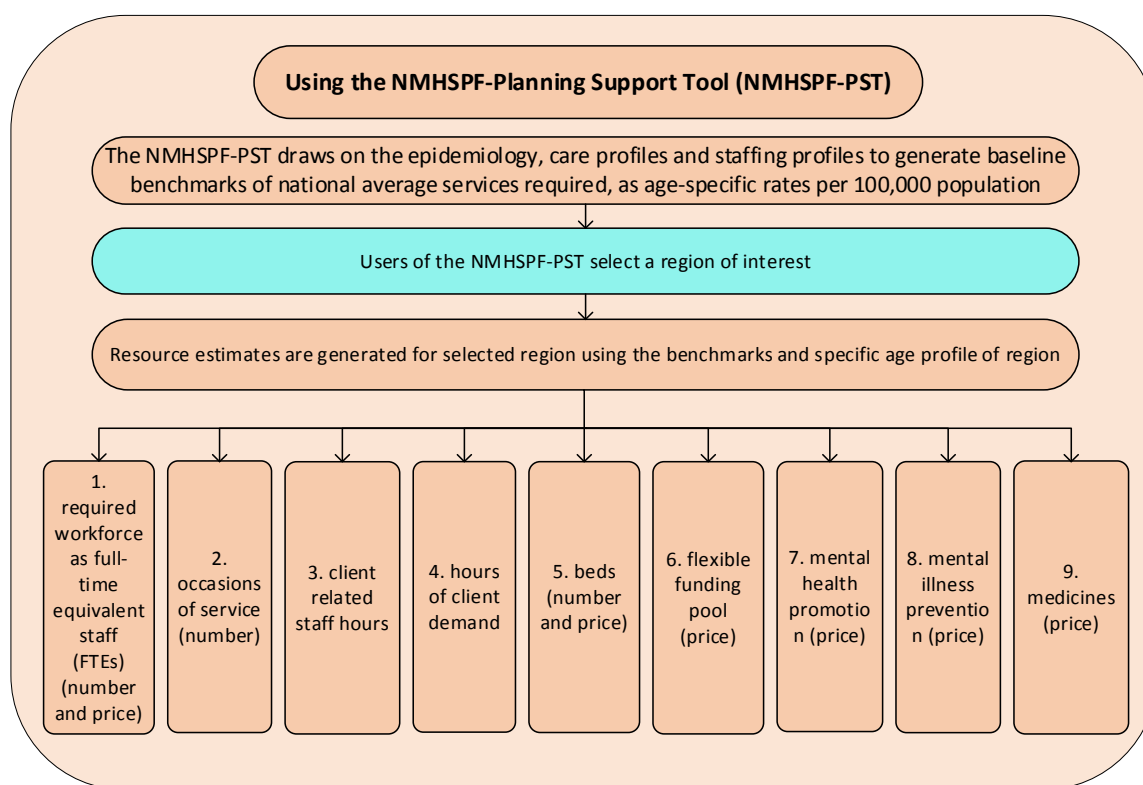 Using the NMHSPF-Planning Support Tool (NMHSPF-PST)
The NMHSPF-PST draws on the epidemiology, care profiles and staffing profiles to generate baseline
benchmarks of national average services required, as age-specific rates per 100,000 population
Users of the NMHSPF-PST select a region of interest
Resource estimates are generated for selected region using the benchmarks and specific age profile of region
1.
required
workforce
as full-
time
equivalent
staff
(FTEs)
(number
and price)
2.
occasions
of service
(number)
3. client
related
staff hours
4. hours
of client
demand
5. beds
(number
and price)
6. flexible
funding
pool
(price)
7. mental
health
promotio
n (price)
8. mental
illness
preventio
n (price)
9.
medicines
(price)